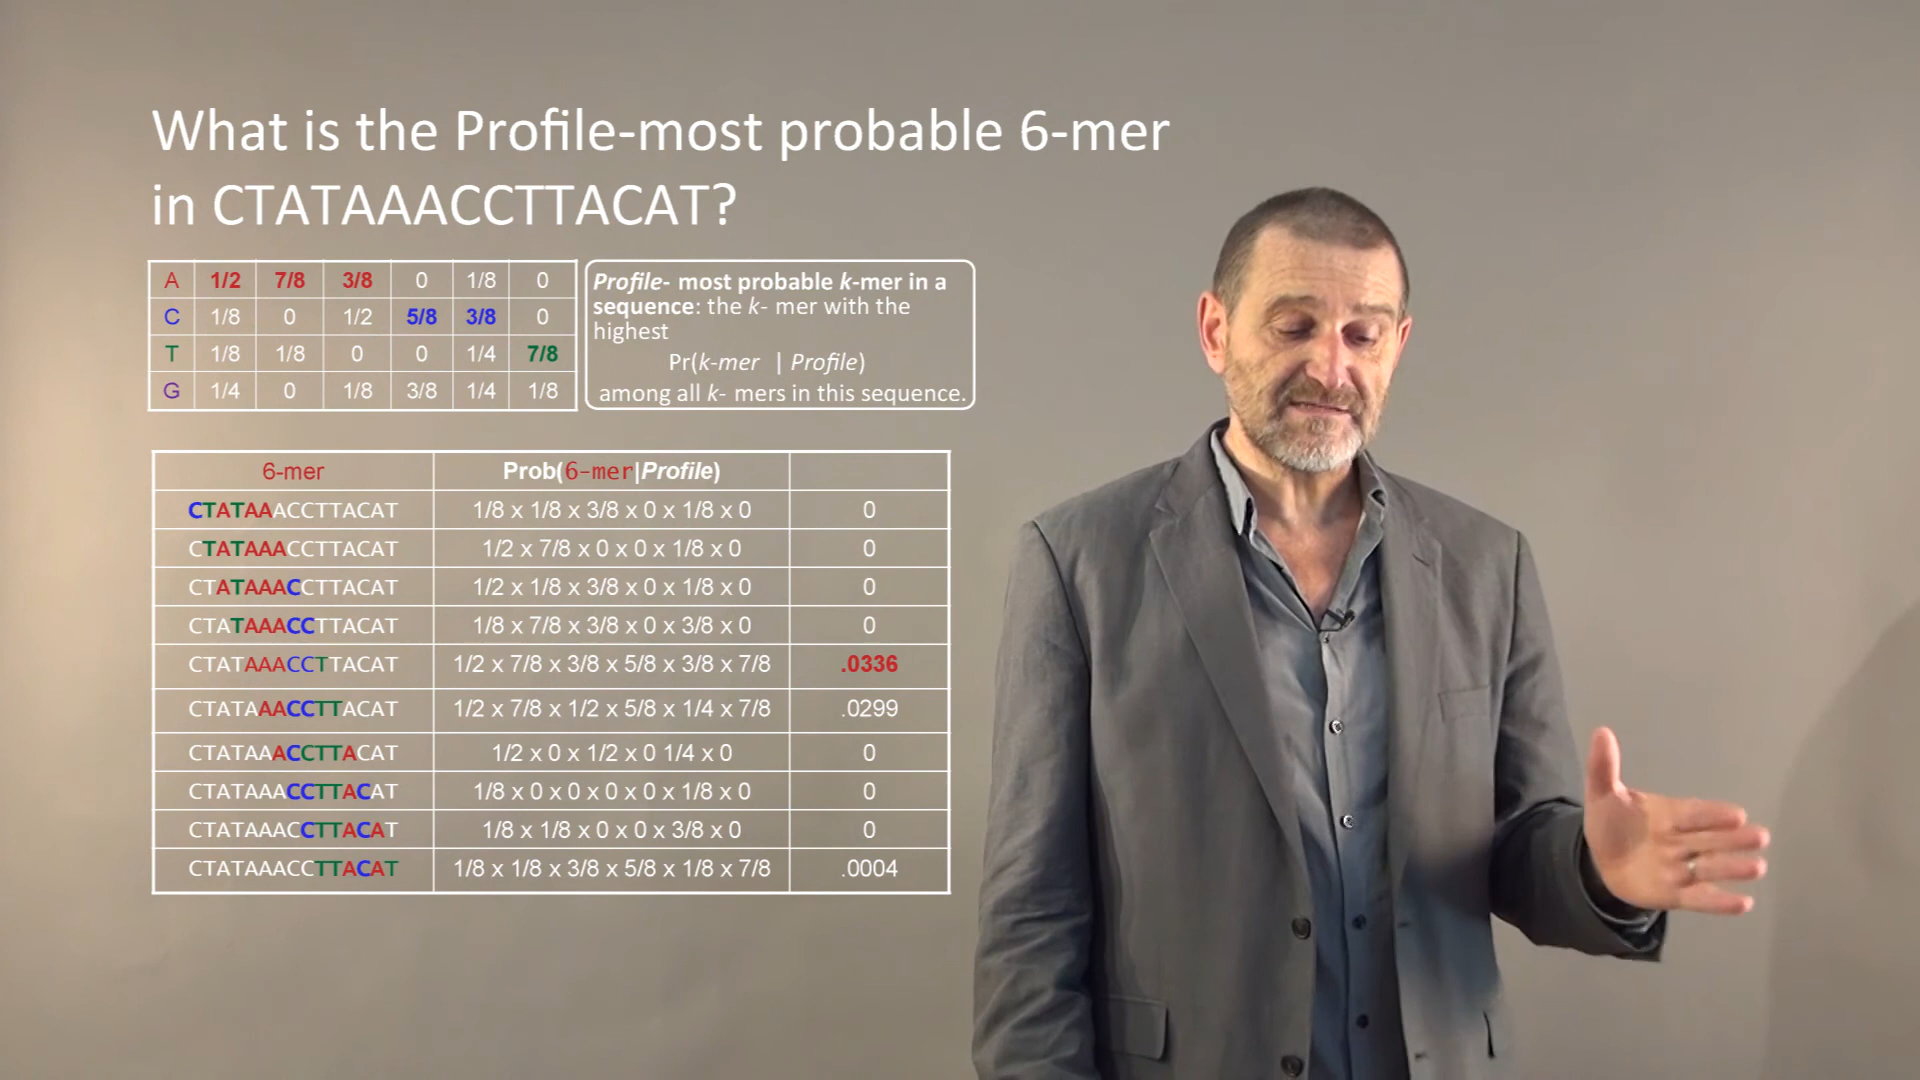 What is the Profile-most probable 6-mer
in CTATAAACCTTACAT?
A 1/2 7/8 3/8 0 1/8 0
C 1/8 0 1/2 5/8 3/8 0
T 1/8 1/8 0 0 1/4 7/8
G 1/4 0 1/8 3/8 1/4 1/8
Profile- most probable k-mer in a
sequence: the k- mer with the
highest
Pr(k-mer | Profile)
among all k- mers in this sequence.
6-mer Prob(6-mer|Profile)
CTATAAACCTTACAT 1/8 x 1/8 x 3/8 x 0 x 1/8 x 0 0
CTATAAACCTTACAT 1/2 x 7/8 x 0 x 0 x 1/8 x 0 0
CTATAAACCTTACAT 1/2 x 1/8 x 3/8 x 0 x 1/8 x 0 0
CTATAAACCTTACAT 1/8 x 7/8 x 3/8 x 0 x 3/8 x 0 0
CTATAAACCTTACAT 1/2 x 7/8 x 3/8 x 5/8 x 3/8 x 7/8 .0336
CTATAAACCTTACAT 1/2 x 7/8 x 1/2 x 5/8 x 1/4 x 7/8 .0299
CTATAAACCTTACAT 1/2 x 0 x 1/2 x 0 1/4 x 0 0
CTATAAACCTTACAT 1/8 x 0 x 0 x 0 x 0 x 1/8 x 0 0
CTATAAACCTTACAT 1/8 x 1/8 x 0 x 0 x 3/8 x 0 0
CTATAAACCTTACAT 1/8 x 1/8 x 3/8 x 5/8 x 1/8 x 7/8 .0004